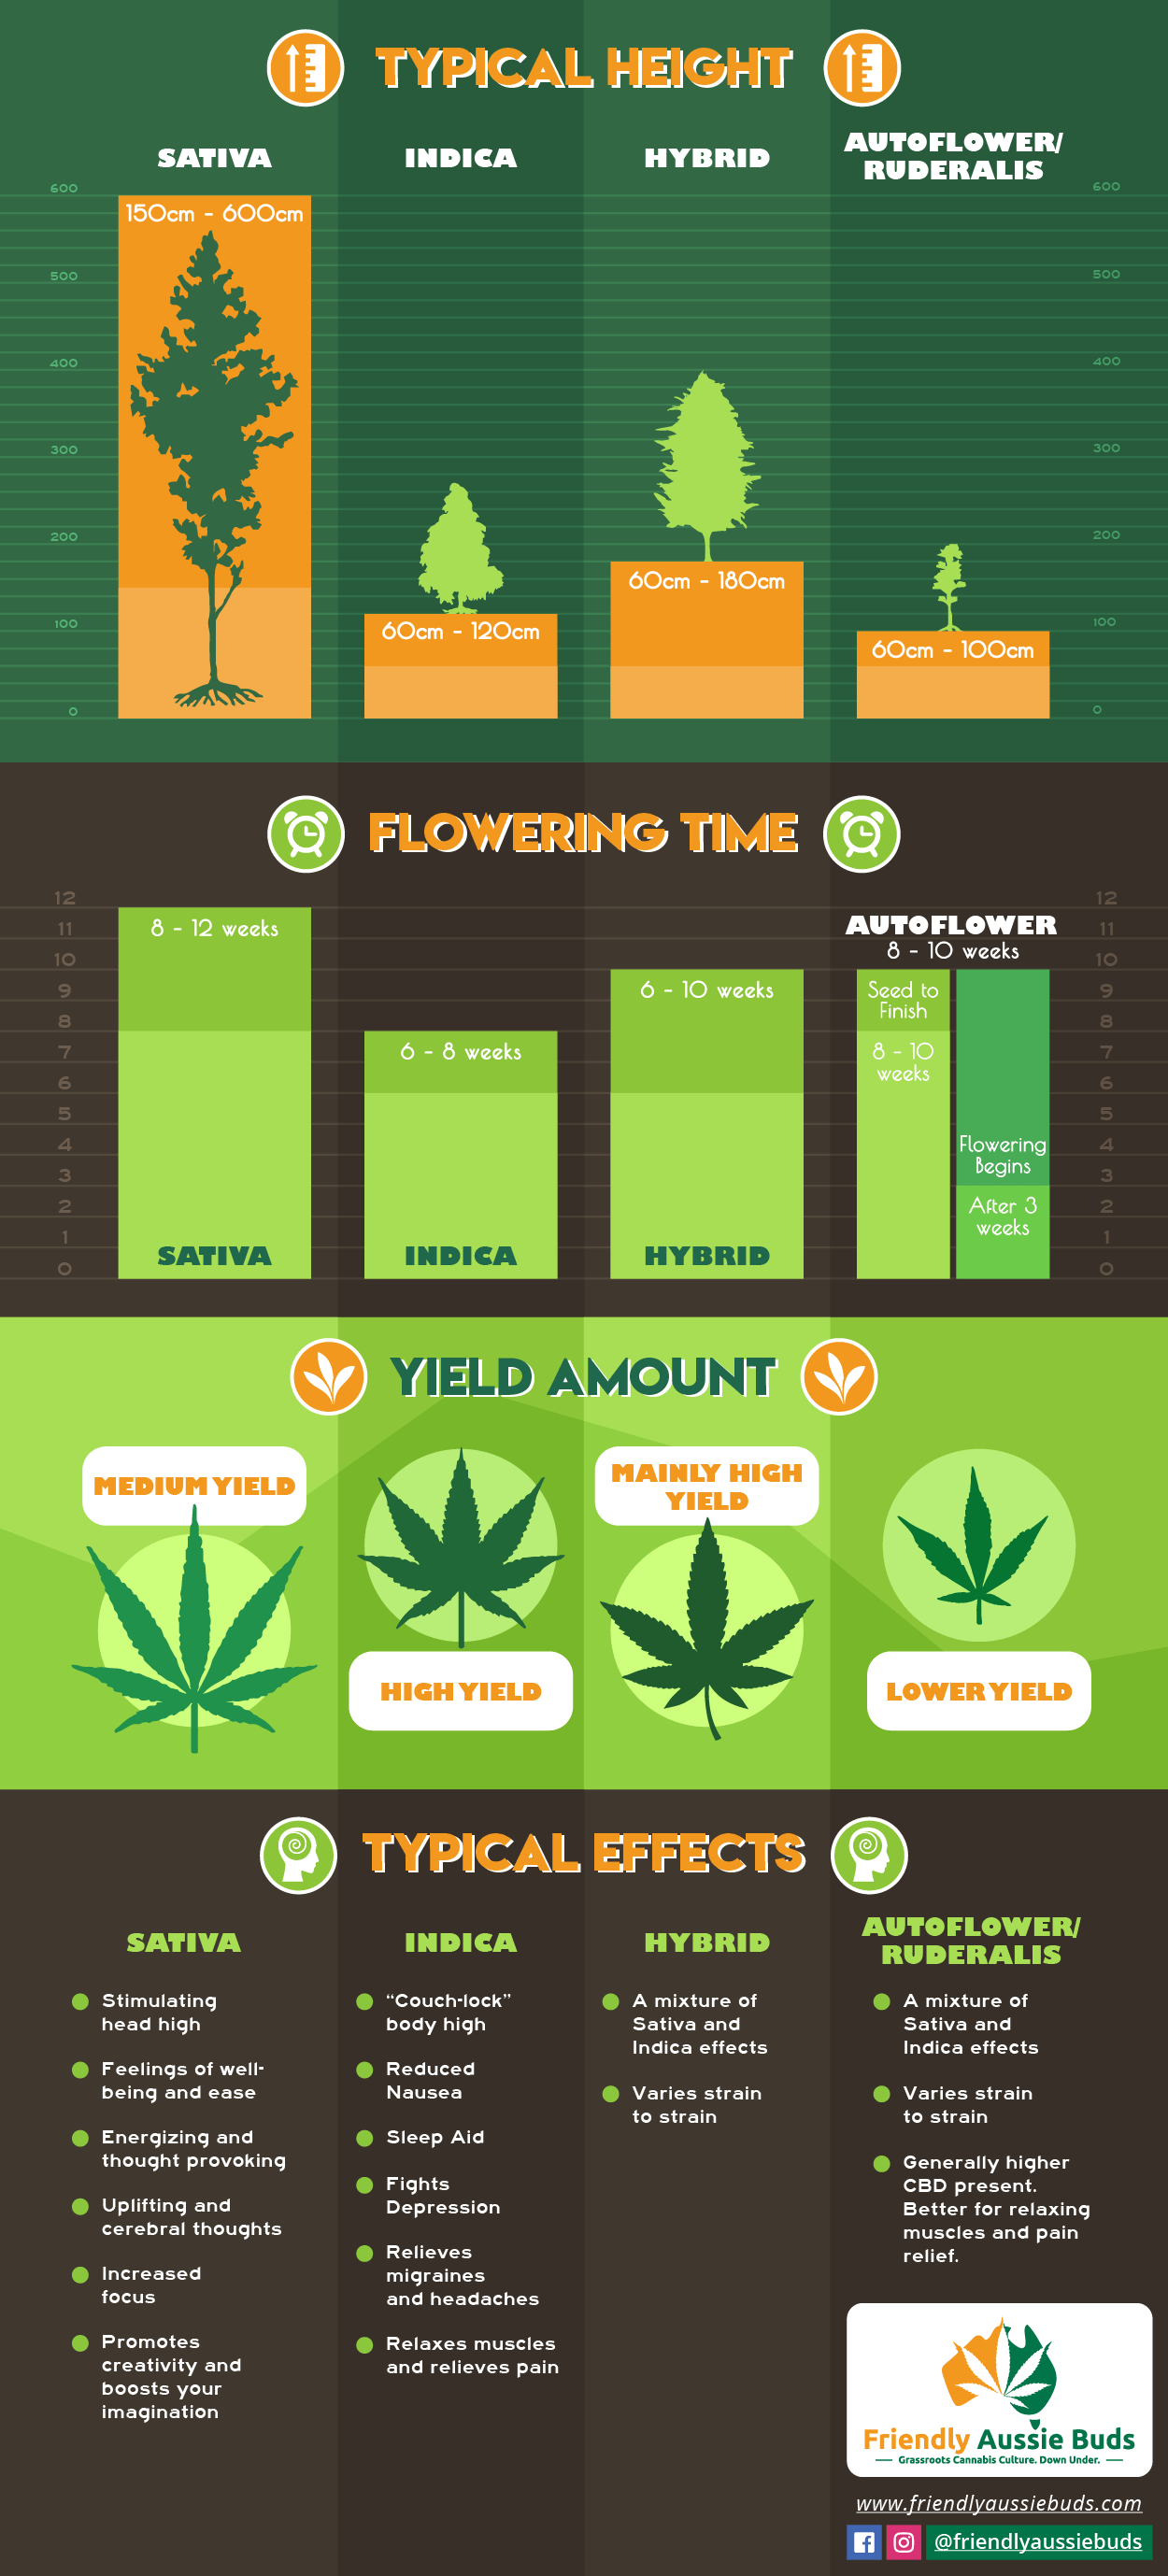 TYPICAL HEIGHT
SATIVA
INDICA
HYBRID
AUTOFLOWER/
RUDERALIS
600
500
400
300
200
100
0
600
500
400
300
200
100
0
150cm - 600cm
60cm - 120cm
60cm - 180cm
60cm - 100cm
FLOWERING TIME
12
11
10
9
8
7
6
5
4
3
2
1
0
12
11
10
9
8
7
6
5
4
3
2
1
0
8 - 12 weeks
SATIVA
6 - 8 weeks
INDICA
6 - 10 weeks
HYBRID
AUTOFLOWER
8 - 10 weeks
Seed to
Finish
8 - 10
weeks
Flowering
Begins
After 3
weeks
YIELD AMOUNT
MEDIUM YIELD
HIGH YIELD
MAINLY HIGH
YIELD
LOWER YIELD
TYPICAL EFFECTS
SATIVA
Stimulating
head high
Feelings of well-
being and ease
Energizing and
thought provoking
Uplifting and
cerebral thoughts
Increased
focus
Promotes
creativity and
boosts your
imagination
INDICA
“Couch-lock”
body high
Reduced
Nausea
Sleep Aid
Fights
Depression
Relieves
migraines
and headaches
Relaxes muscles
and relieves pain
HYBRID
A mixture of
Sativa and
Indica effects
Varies strain
to strain
AUTOFLOWER/
RUDERALIS
A mixture of
Sativa and
Indica effects
Varies strain
to strain
Generally higher
CBD present.
Better for relaxing
muscles and pain
relief.
Friendly Aussie Buds
Grassroots Cannabis Culture. Down Under.
www.friendlyaussiebuds.com
@friendlyaussiebuds